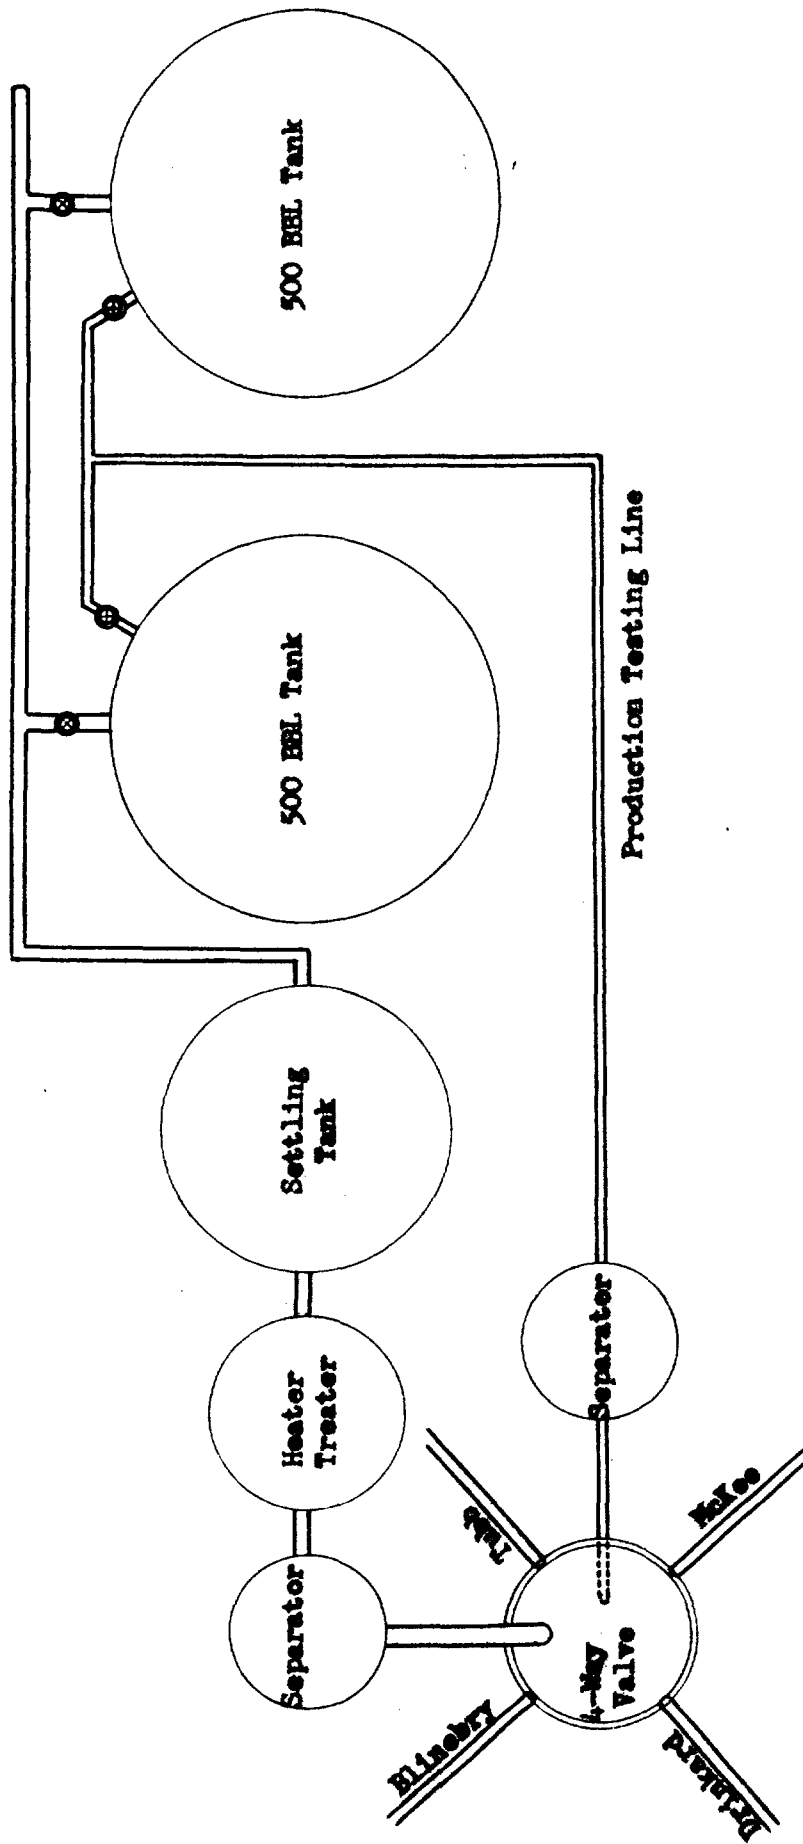 500 BBL Tank
500 BBL Tank
Production Testing Line
Settling
Tank
Heater
Treater
Separator
Separator
Tubb
McKee
4-Way
Valve
Blinebry
Drinkard